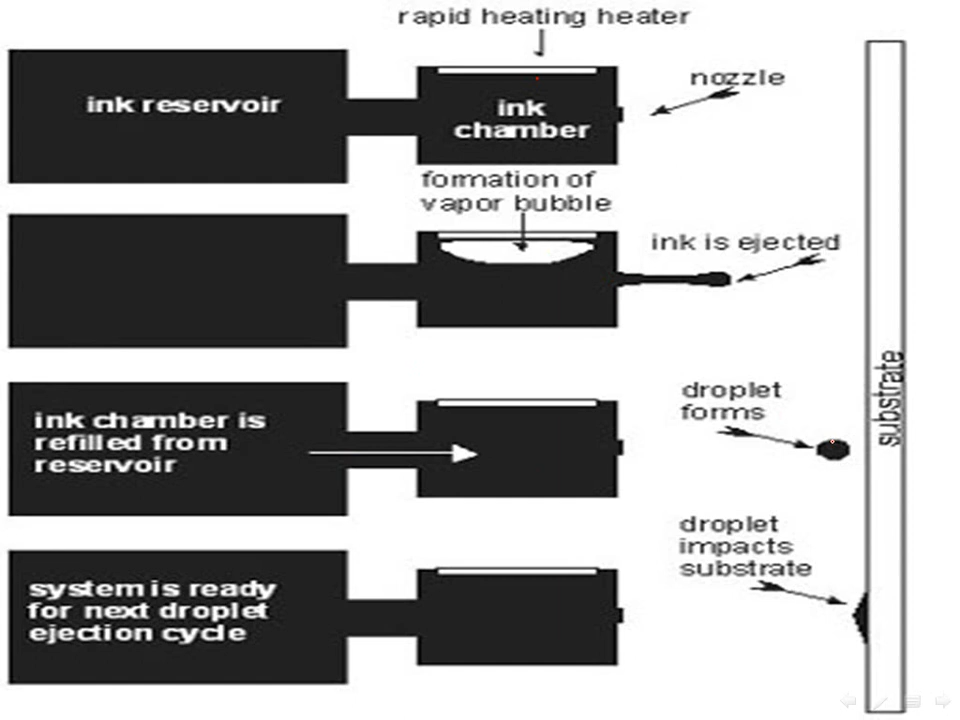 rapid heating heater
ink reservoir
ink
chamber
nozzle
formation of
vapor bubble
ink is ejected
substrate
ink chamber is
refilled from
reservoir
droplet
forms
system is ready
for next droplet
ejection cycle
droplet
impacts
substrate